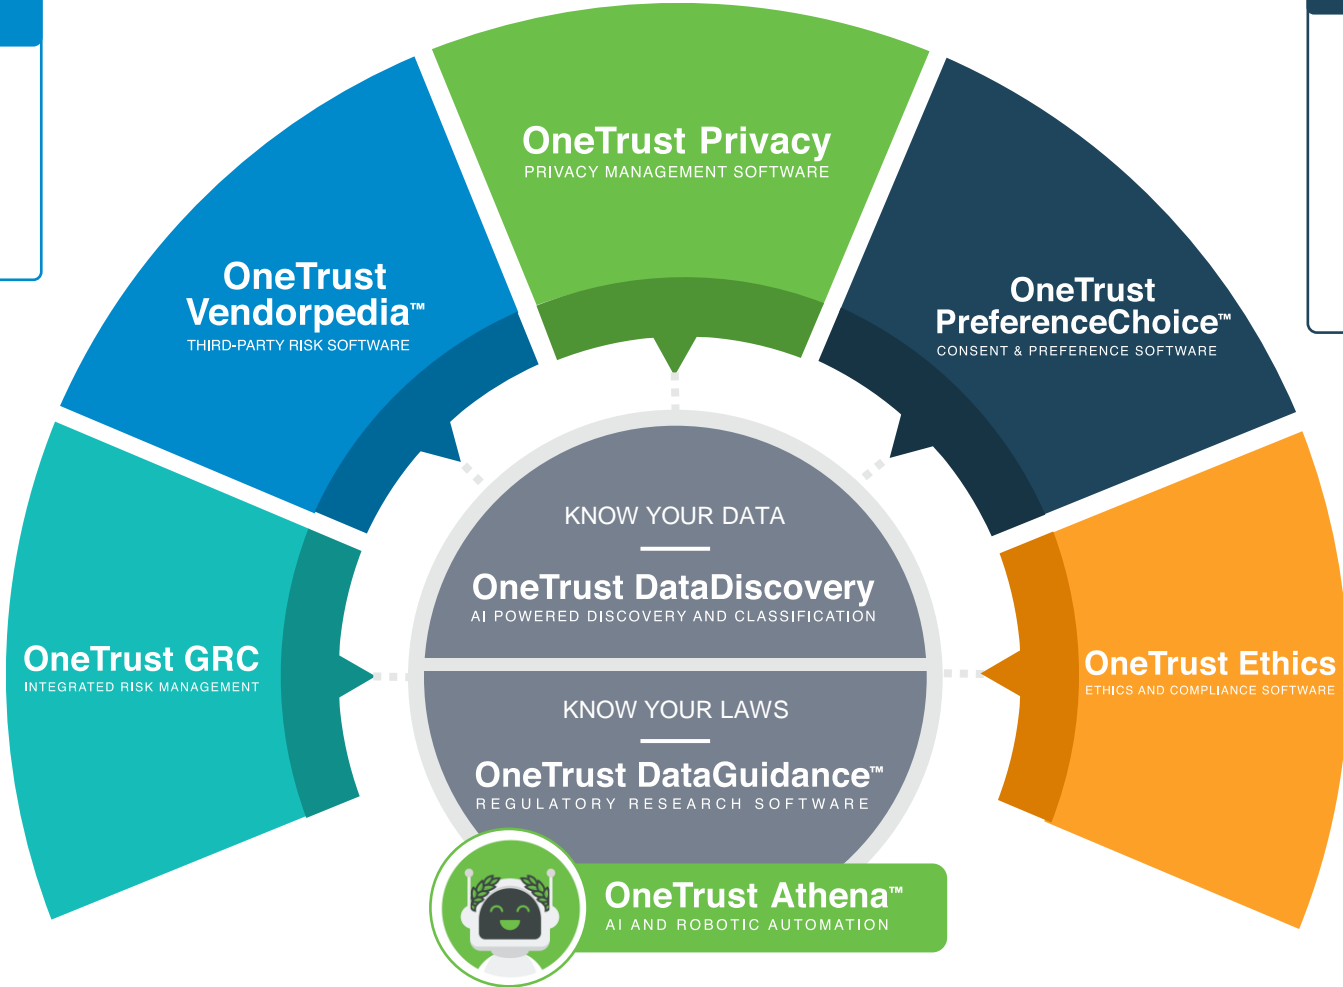 OneTrust Privacy
PRIVACY MANAGEMENT SOFTWARE
OneTrust
Vendorpedia™
THIRD-PARTY RISK SOFTWARE
OneTrust
PreferenceChoice™
CONSENT & PREFERENCE SOFTWARE
KNOW YOUR DATA
OneTrust DataDiscovery
AI POWERED DISCOVERY AND CLASSIFICATION
OneTrust GRC
INTEGRATED RISK MANAGEMENT
OneTrust Ethics
ETHICS AND COMPLIANCE SOFTWARE
KNOW YOUR LAWS
OneTrust DataGuidance™
REGULATORY RESEARCH SOFTWARE
OneTrust Athena™
AI AND ROBOTIC AUTOMATION